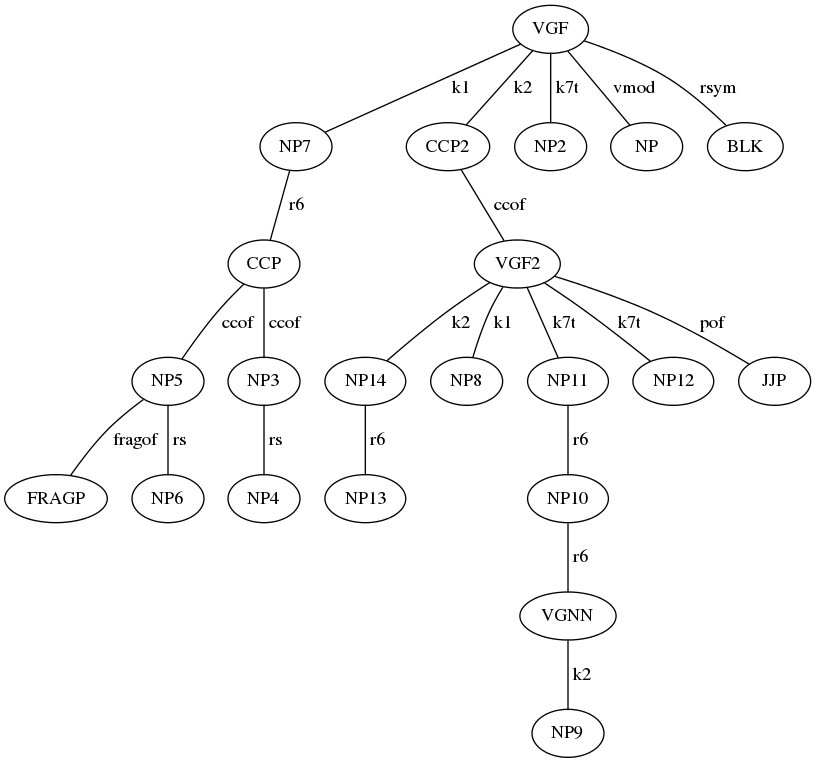 VGF
k1 k2 k7t vmod rsym
NP7 CCP2 NP2 NP BLK
r6 ccof
CCP VGF2
ccof ccof k2 k1 k7t k7t pof
NP5 NP3 NP14 NP8 NP11 NP12 JJP
fragof rs rs r6 r6
FRAGP NP6 NP4 NP13 NP10
r6
VGNN
k2
NP9